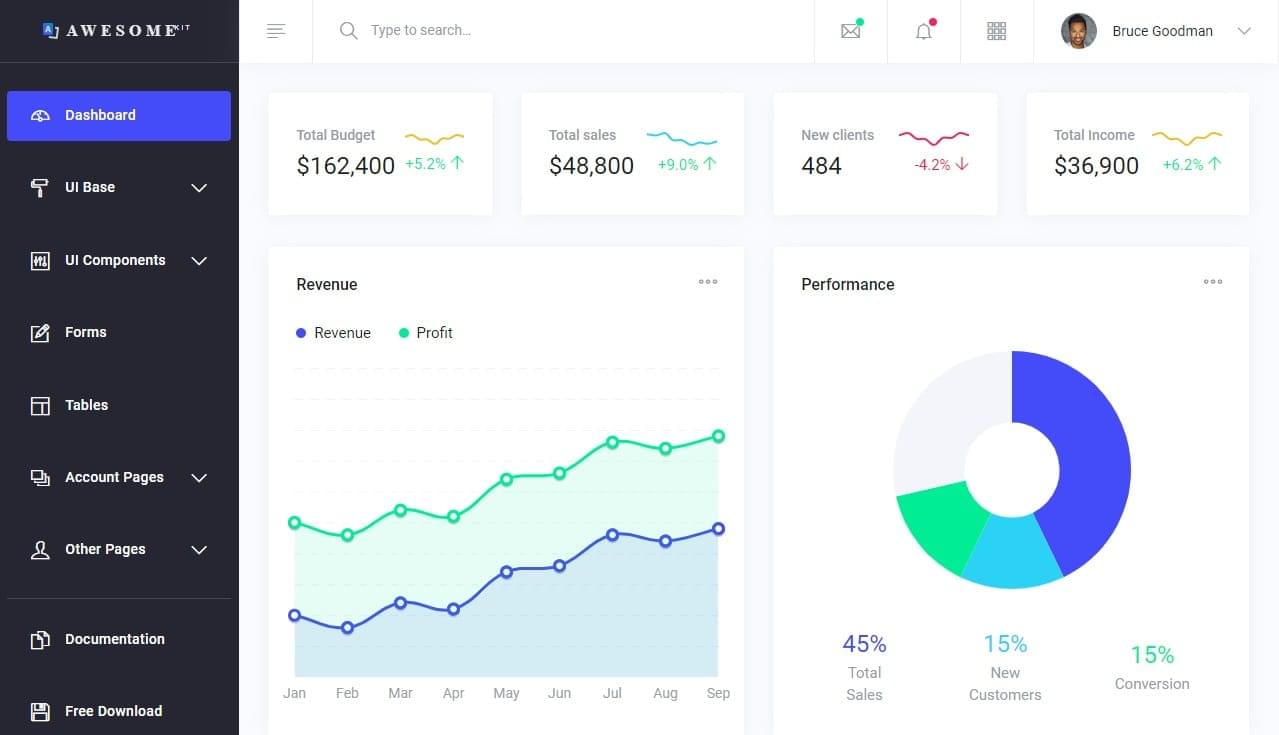 AWESOME KIT
Type to search...
Bruce Goodman
Dashboard
UI Base
UI Components
Forms
Tables
Account Pages
Other Pages
Documentation
Free Download
Total Budget
$162,400 +5.2%
Total sales
$48,800 +9.0%
New clients
484 -4.2%
Total Income
$36,900 +6.2%
Revenue
Revenue Profit
Jan Feb Mar Apr May Jun Jul Aug Sep
Performance
45%
Total
Sales
15%
New
Customers
15%
Conversion